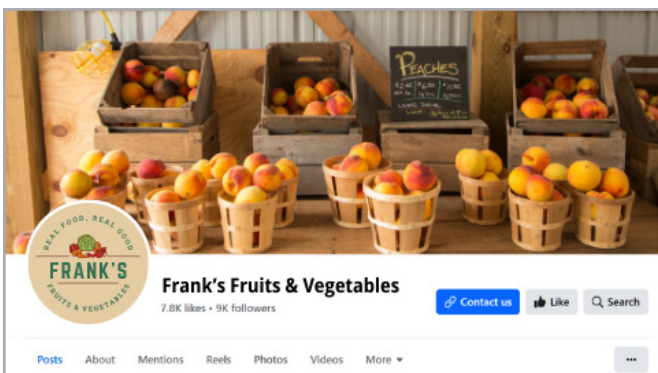 PEACHES
REAL FOOD, REAL GOOD
FRANK'S
FRUITS & VEGETABLES
Frank's Fruits & Vegetables
7.8K likes • 9K followers
Contact us
Like
Search
Posts About Mentions Reels Photos Videos More